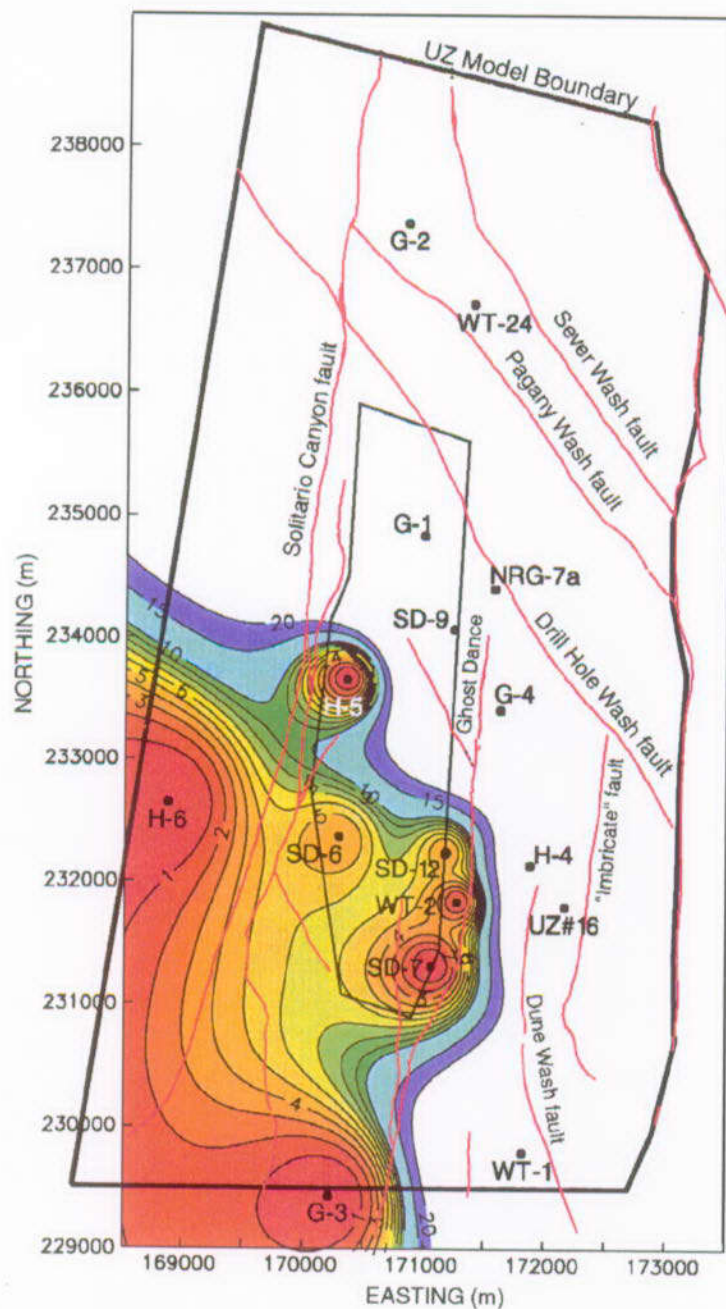 UZ Model Boundary
238000
G-2
237000
WT-24
Sever Wash fault
Pagany Wash fault
236000
Solitario Canyon fault
235000
G-1
NRG-7a
15
20
234000
SD-9
10
Ghost Dance
Drill Hole Wash fault
H-5
G-4
NORTHING (m)
233000
10
15
"Imbricate" fault
H-6
2
1
SD-6
SD-12
H-4
232000
WT-2
UZ#16
SD-7
231000
Dune Wash fault
230000
4
WT-1
G-3
20
229000
169000
170000
171000
172000
173000
EASTING (m)